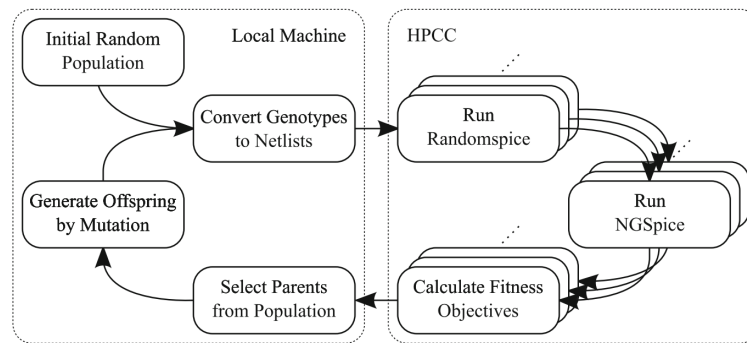 Local Machine
HPCC
Initial Random
Population
Convert Genotypes
to Netlists
Run
Randomspice
Run
NGSpice
Generate Offspring
by Mutation
Select Parents
from Population
Calculate Fitness
Objectives